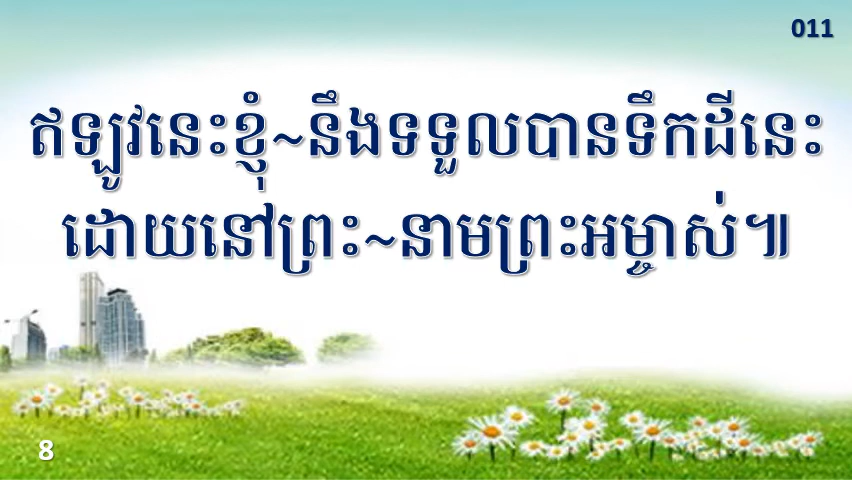 011
ឥឡូវនេះខ្ញុំ~នឹងទទួលបានទឹកដីនេះ
ដោយនៅព្រះ~នាមព្រះអម្ចាស់៕
8